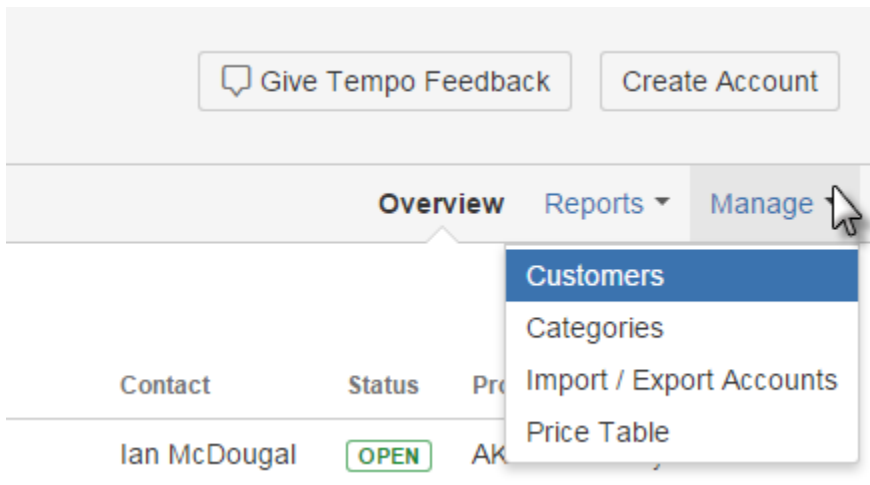 Give Tempo Feedback Create Account
Overview Reports Manage
Customers
Categories
Contact Status Import / Export Accounts
Price Table
Ian McDougal OPEN AK